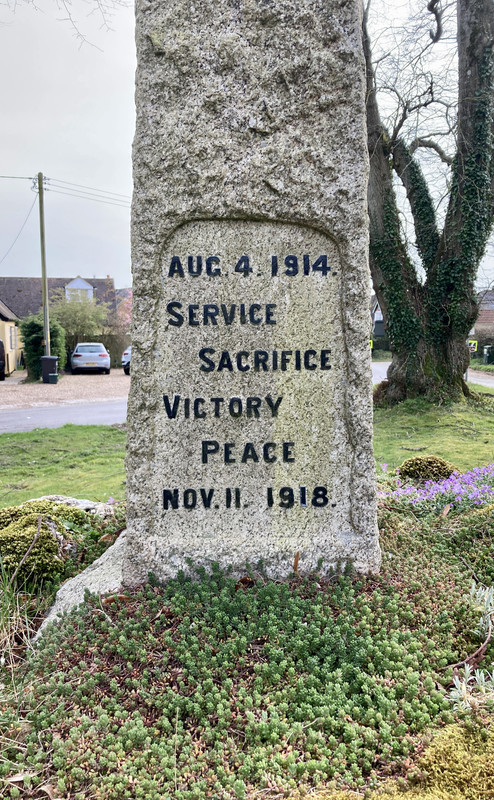 AUG. 4. 1914.
SERVICE
SACRIFICE
VICTORY
PEACE
NOV. 11. 1918.